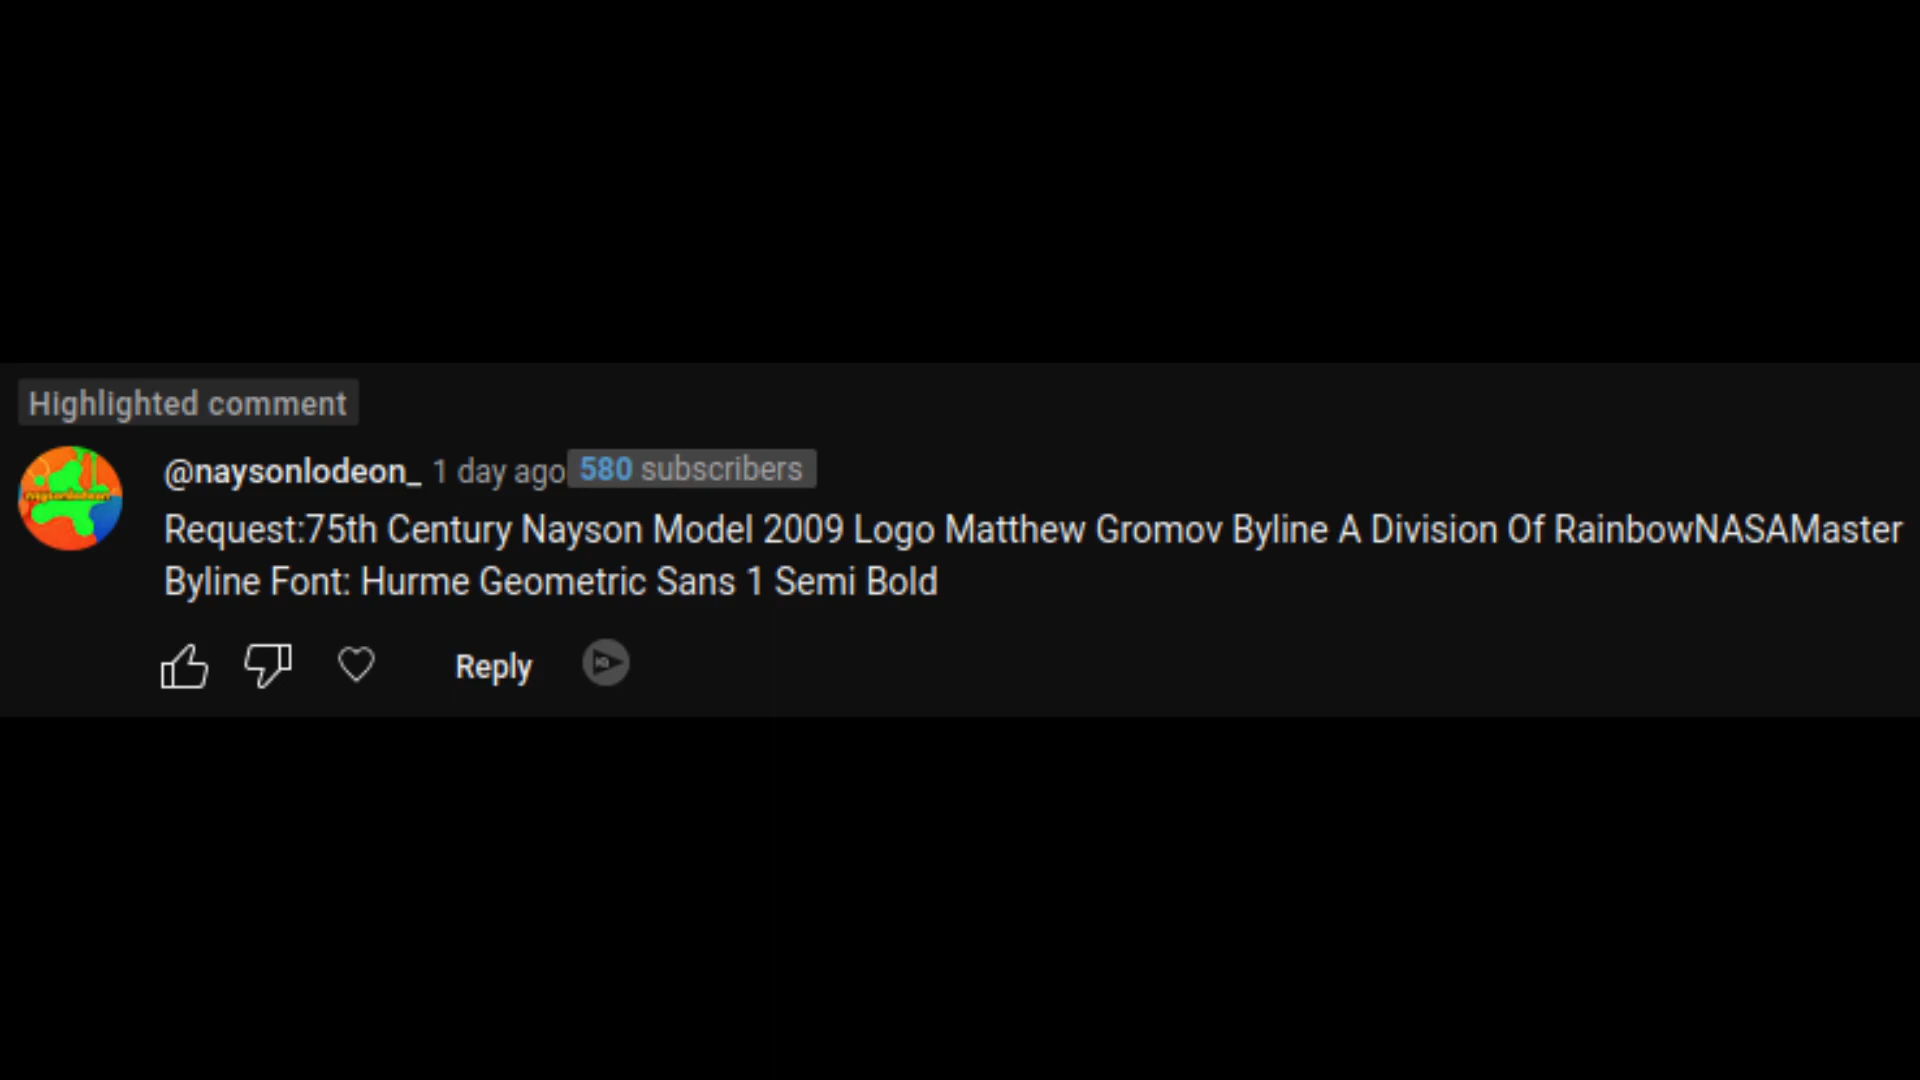 Highlighted comment
@naysonlodeon_ 1 day ago 580 subscribers
Request:75th Century Nayson Model 2009 Logo Matthew Gromov Byline A Division Of RainbowNASAMaster
Byline Font: Hurme Geometric Sans 1 Semi Bold
Reply